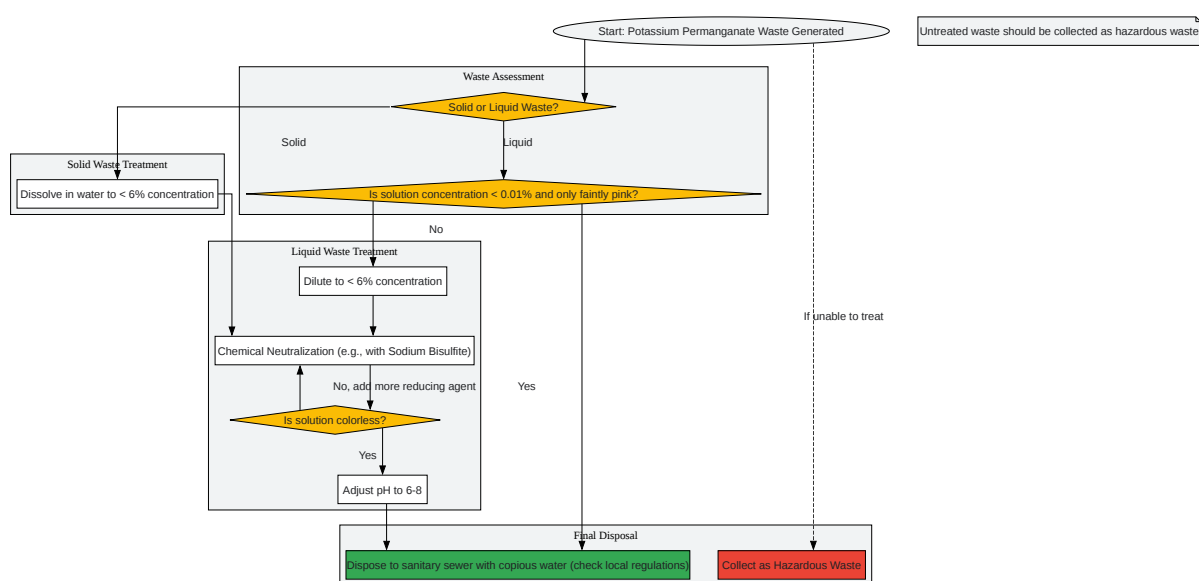 Start: Potassium Permanganate Waste Generated
Untreated waste should be collected as hazardous waste
Waste Assessment
Solid or Liquid Waste?
Solid
Liquid
Solid Waste Treatment
Dissolve in water to < 6% concentration
Is solution concentration < 0.01% and only faintly pink?
No
Liquid Waste Treatment
Dilute to < 6% concentration
If unable to treat
Chemical Neutralization (e.g., with Sodium Bisulfite)
No, add more reducing agent
Yes
Is solution colorless?
Yes
Adjust pH to 6-8
Final Disposal
Dispose to sanitary sewer with copious water (check local regulations)
Collect as Hazardous Waste